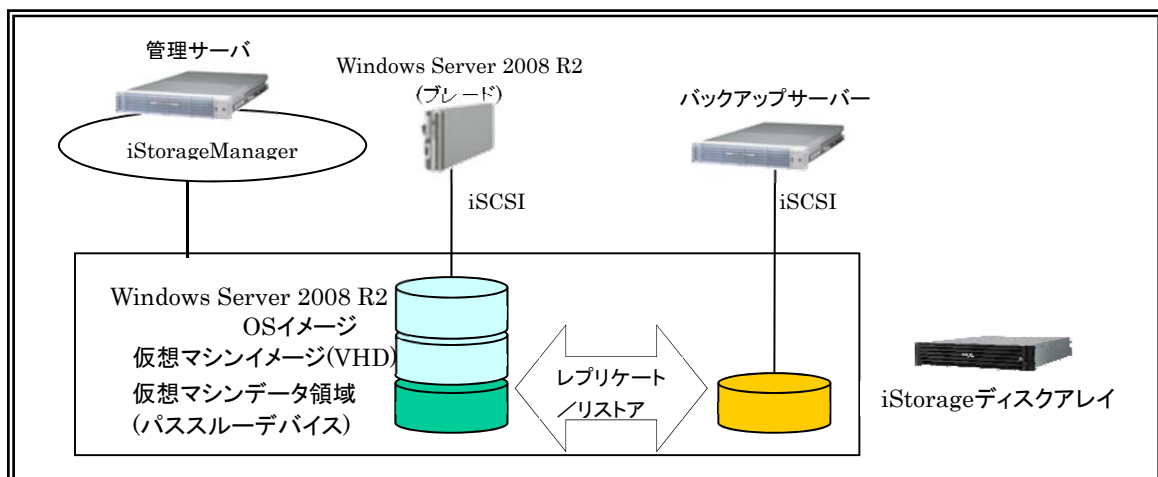 管理サーバ
Windows Server 2008 R2
(ブレード)
バックアップサーバー
iStorageManager
iSCSI
iSCSI
Windows Server 2008 R2
OSイメージ
仮想マシンイメージ(VHD)
仮想マシンデータ領域
(パススルーデバイス)
レプリケート
／リストア
iStorageディスクアレイ